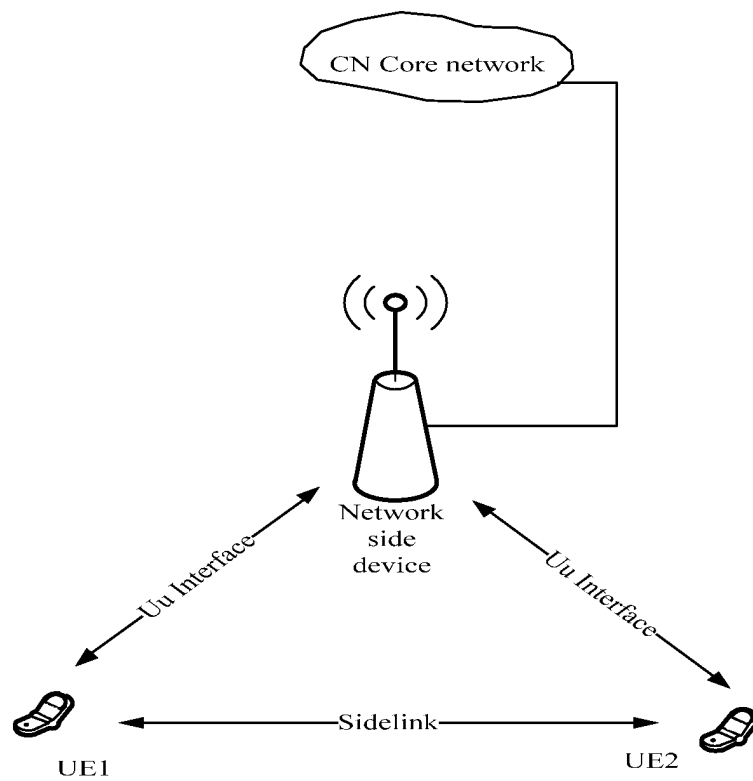 CN Core network
Network
side
device
Uu Interface
Uu Interface
Sidelink
UE1
UE2